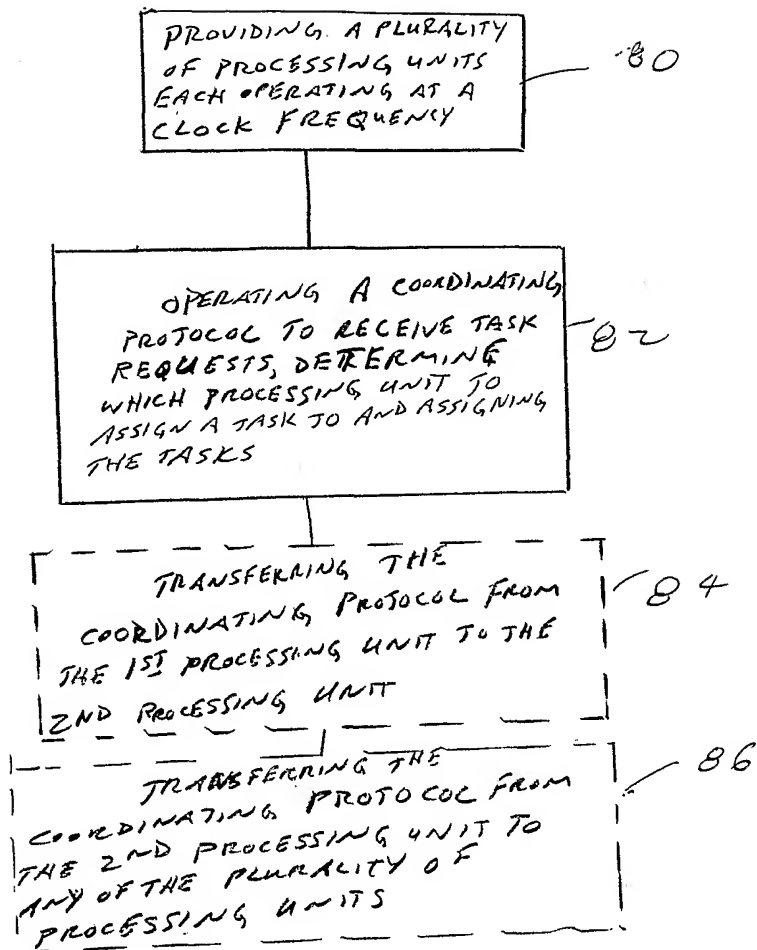 PROVIDING A PLURALITY
OF PROCESSING UNITS
EACH OPERATING AT A
CLOCK FREQUENCY
80
OPERATING A COORDINATING
PROTOCOL TO RECEIVE TASK
REQUESTS, DETERMINE
WHICH PROCESSING UNIT TO
ASSIGN A TASK TO AND ASSIGNING
THE TASKS
82
TRANSFERRING THE
COORDINATING PROTOCOL FROM
THE 1ST PROCESSING UNIT TO THE
2ND PROCESSING UNIT
84
TRANSFERRING THE
COORDINATING PROTOCOL FROM
THE 2ND PROCESSING UNIT TO
ANY OF THE PLURALITY OF
PROCESSING UNITS
86